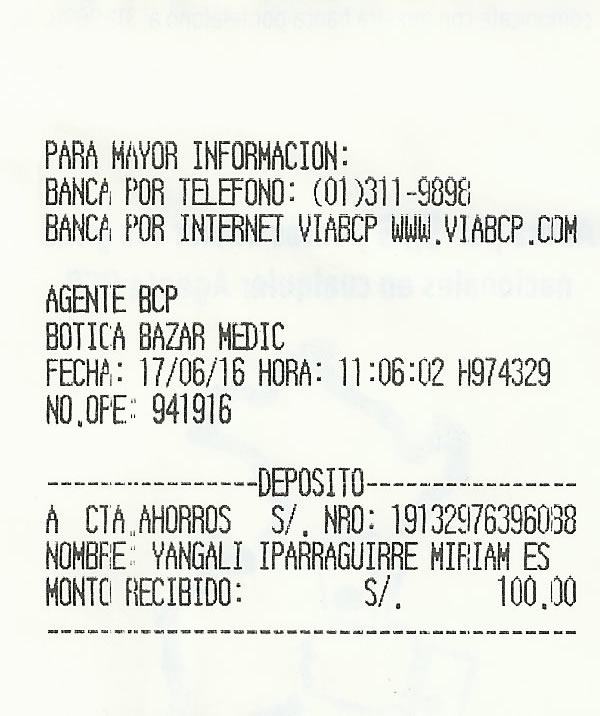 PARA MAYOR INFORMACION:
BANCA POR TELEFONO: (01)311-9898
BANCA POR INTERNET VIABCP WWW.VIABCP.COM
AGENTE BCP
BOTICA BAZAR MEDIC
FECHA: 17/06/16 HORA: 11:06:02 H974329
NO.OPE: 941916
----------------DEPOSITO----------------
A CTA.AHORROS S/. NRO: 19132976396088
NOMBRE: YANGALI IPARRAGUIRRE MIRIAM ES
MONTO RECIBIDO: S/. 100.00
----------------------------------------